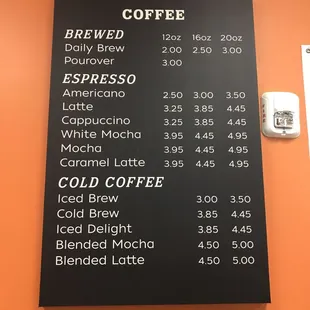 COFFEE
BREWED 12oz 16oz 20oz
Daily Brew 2.00 2.50 3.00
Pourover 3.00
ESPRESSO
Americano 2.50 3.00 3.50
Latte 3.25 3.85 4.45
Cappuccino 3.25 3.85 4.45
White Mocha 3.95 4.45 4.95
Mocha 3.95 4.45 4.95
Caramel Latte 3.95 4.45 4.95
COLD COFFEE
Iced Brew 3.00 3.50
Cold Brew 3.85 4.45
Iced Delight 3.85 4.45
Blended Mocha 4.50 5.00
Blended Latte 4.50 5.00